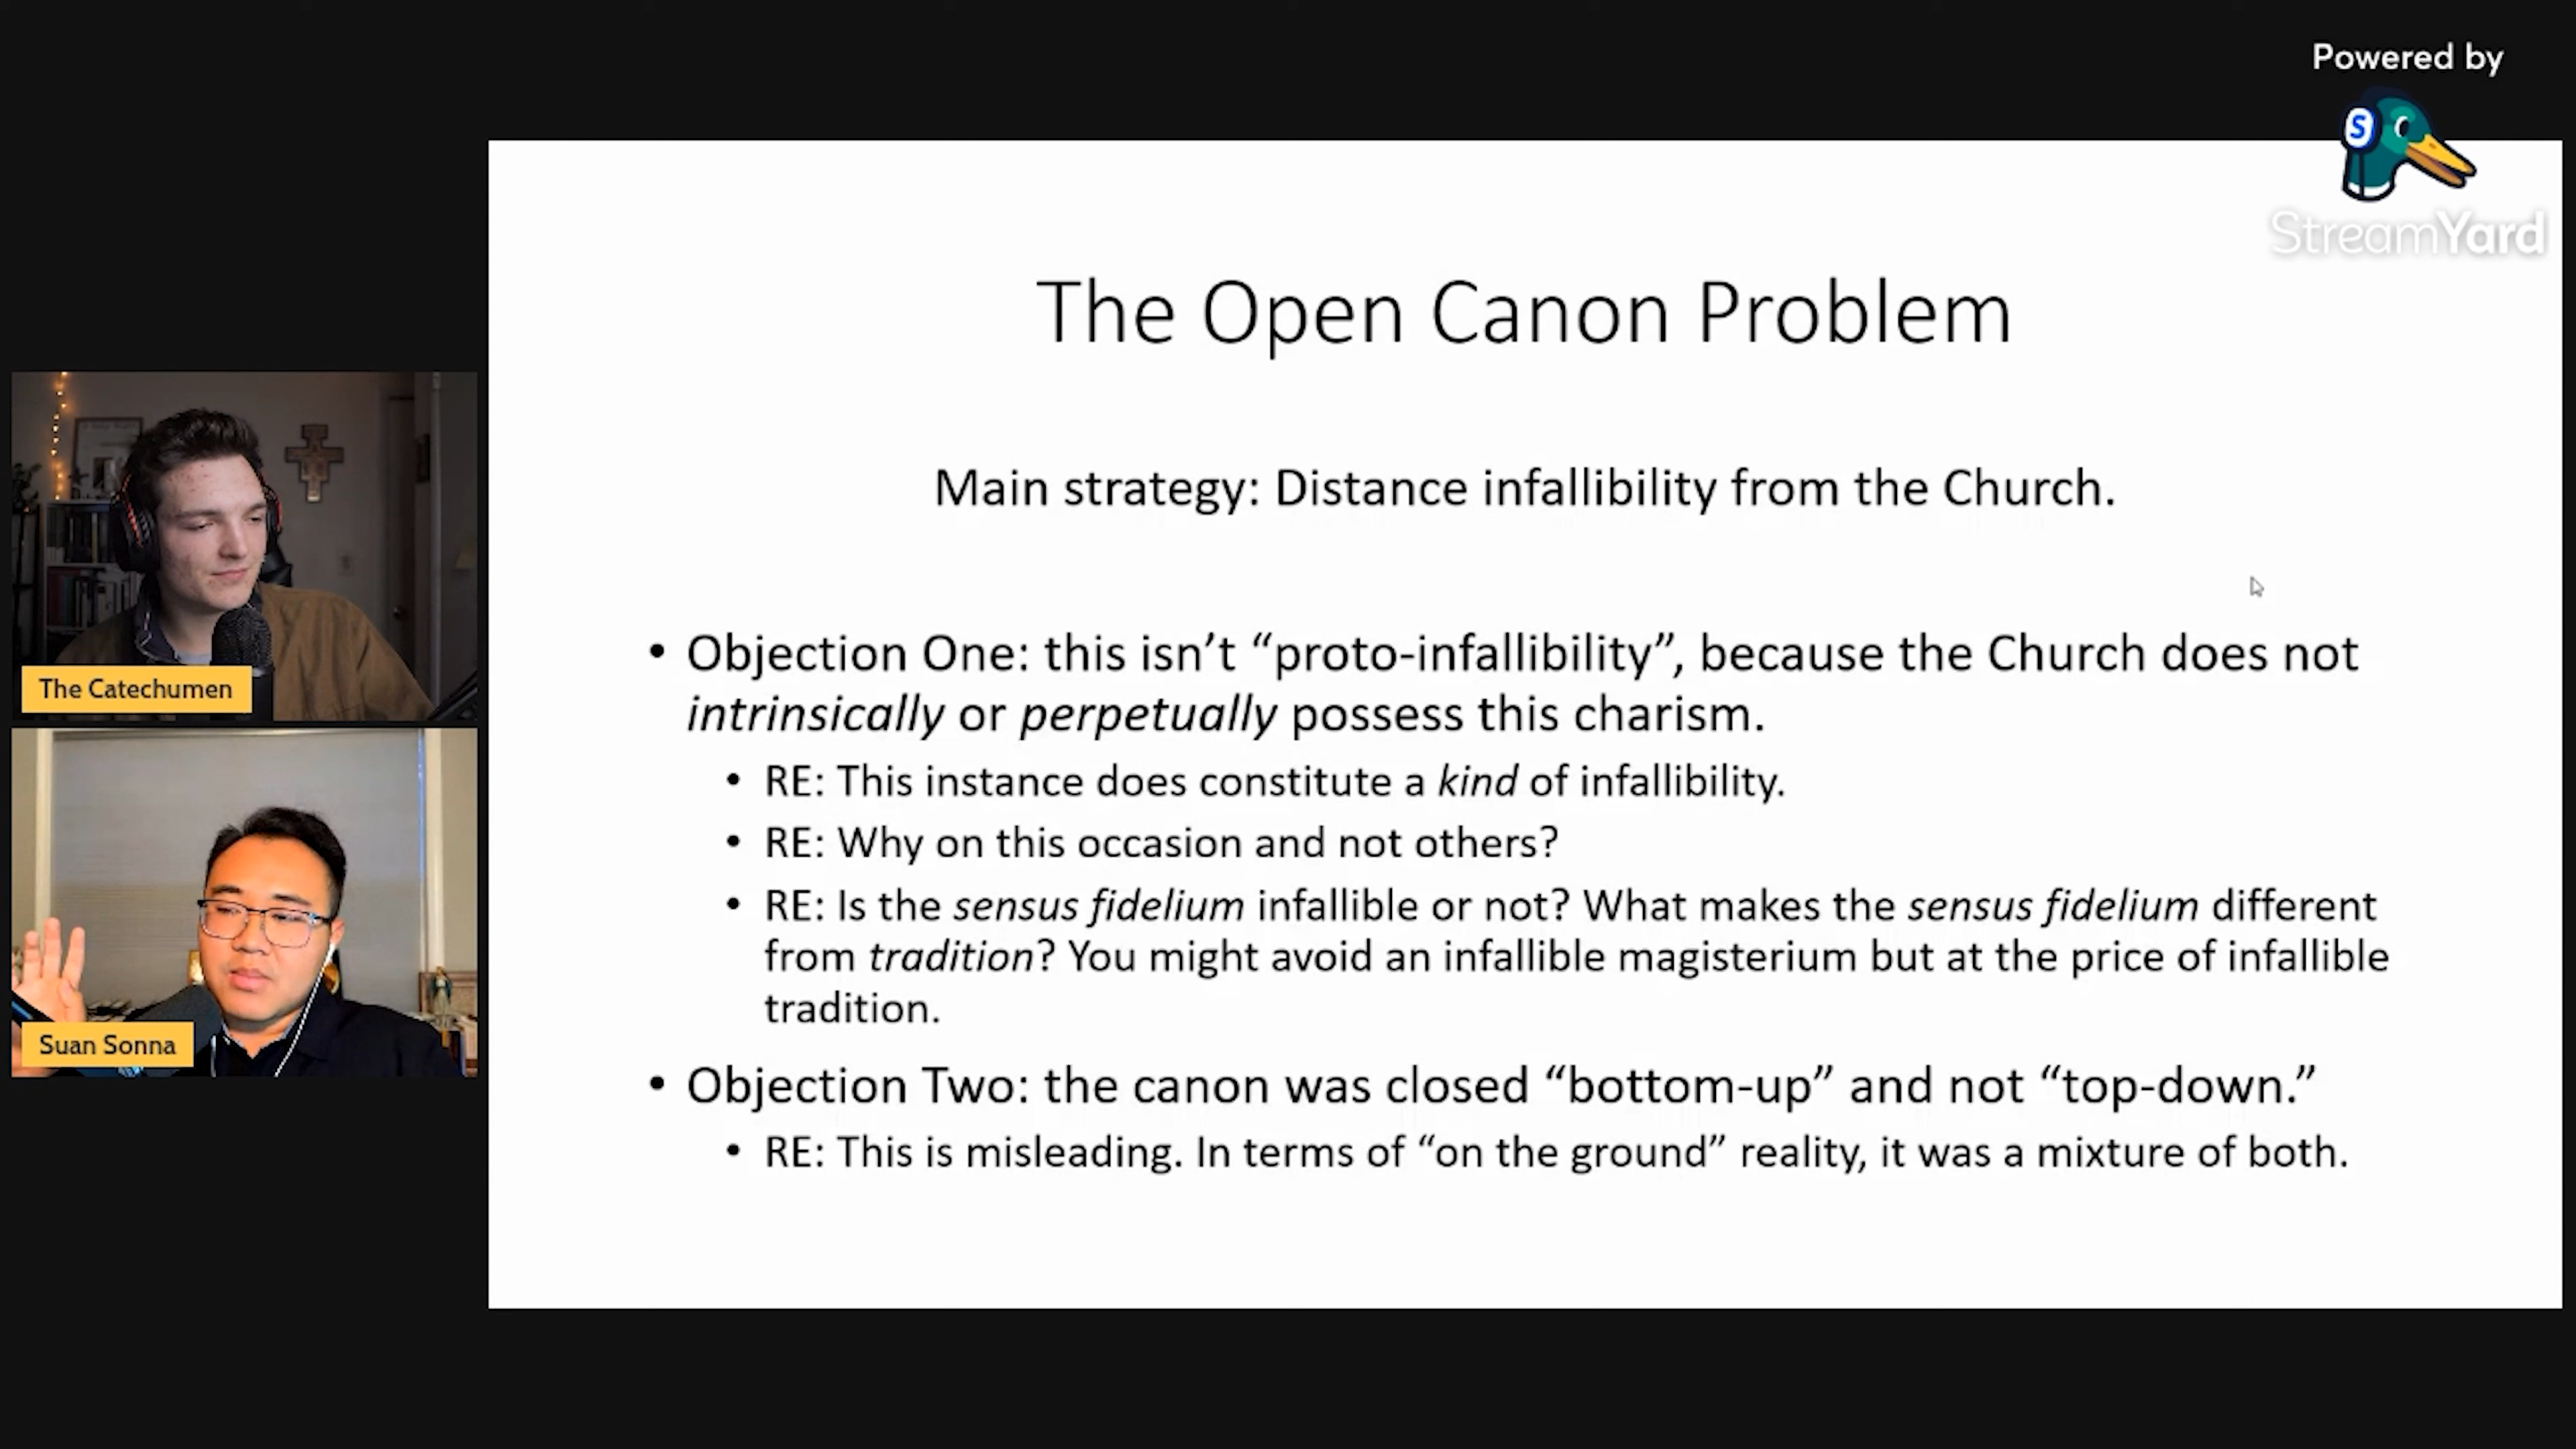 Powered by
StreamYard
The Open Canon Problem
Main strategy: Distance infallibility from the Church.
• Objection One: this isn’t “proto-infallibility”, because the Church does not
intrinsically or perpetually possess this charism.
• RE: This instance does constitute a kind of infallibility.
• RE: Why on this occasion and not others?
• RE: Is the sensus fidelium infallible or not? What makes the sensus fidelium different
from tradition? You might avoid an infallible magisterium but at the price of infallible
tradition.
• Objection Two: the canon was closed “bottom-up” and not “top-down.”
• RE: This is misleading. In terms of “on the ground” reality, it was a mixture of both.
The Catechumen
Suan Sonna